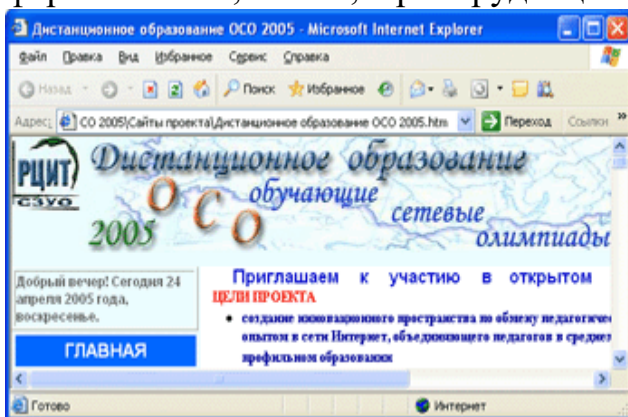 Дистанционное образование ОСО 2005 - Microsoft Internet Explorer
Файл Правка Вид Избранное Сервис Справка
Назад Поиск Избранное
Адрес: СО 2005\Сайты проекта\Дистанционное образование ОСО 2005.htm Переход Ссылки »
РЦИТ
СЗУО
Дистанционное образование
ОСО обучающие
сетевые
2005 олимпиады
Добрый вечер! Сегодня 24
апреля 2005 года,
воскресенье.
ГЛАВНАЯ
Приглашаем к участию в открытом
ЦЕЛИ ПРОЕКТА
• создание инновационного пространства по обмену педагогичес
опытом в сети Интернет, объединяющего педагогов в среднем
профильном образовании
Готово Интернет